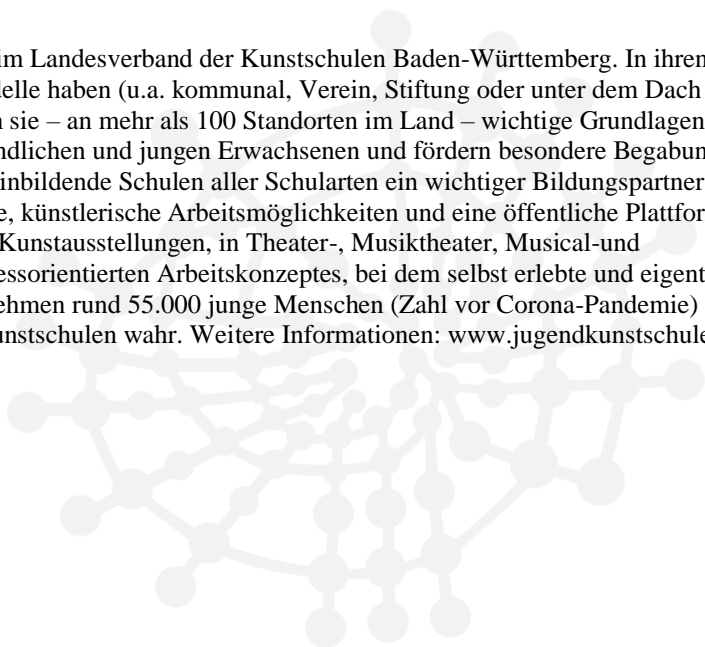 im Landesverband der Kunstschulen Baden-Württemberg. In ihren
delle haben (u.a. kommunal, Verein, Stiftung oder unter dem Dach
n sie – an mehr als 100 Standorten im Land – wichtige Grundlagen
ndlichen und jungen Erwachsenen und fördern besondere Begabun
inbildende Schulen aller Schularten ein wichtiger Bildungspartner
e, künstlerische Arbeitsmöglichkeiten und eine öffentliche Plattfor
Kunstausstellungen, in Theater-, Musiktheater, Musical-und
essorientierten Arbeitskonzeptes, bei dem selbst erlebte und eigent
ehmen rund 55.000 junge Menschen (Zahl vor Corona-Pandemie)
unstschulen wahr. Weitere Informationen: www.jugendkunstschule